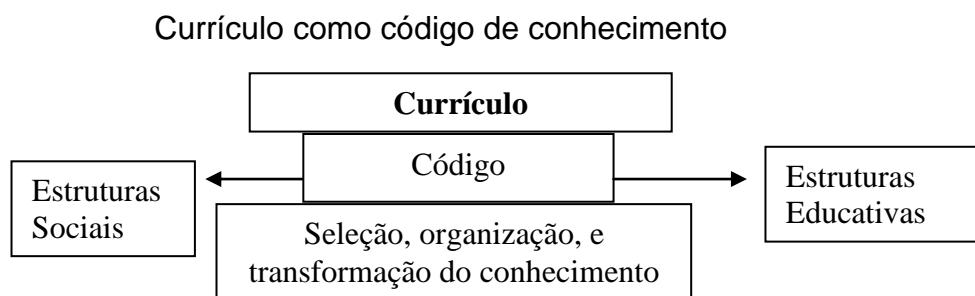 Currículo como código de conhecimento
Currículo
Código
Estruturas
Sociais
Estruturas
Educativas
Seleção, organização, e
transformação do conhecimento